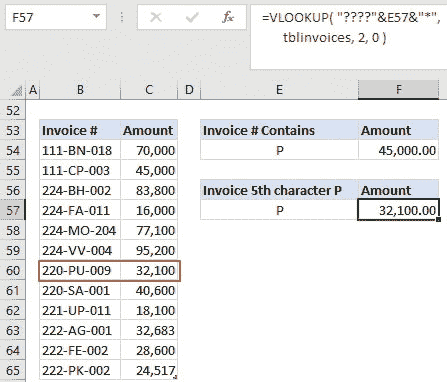 F57 fx =VLOOKUP( "????"&E57&"*",
tblinvoices, 2, 0 )
A B C D E F
52
53 Invoice # Amount Invoice # Contains Amount
54 111-BN-018 70,000 P 45,000.00
55 111-CP-003 45,000
56 224-BH-002 83,800 Invoice 5th character P Amount
57 224-FA-011 16,000 P 32,100.00
58 224-MO-204 77,100
59 224-VV-004 95,200
60 220-PU-009 32,100
61 220-SA-001 40,600
62 221-UP-011 18,100
63 222-AG-001 32,683
64 222-FE-002 28,600
65 222-PK-002 24,517